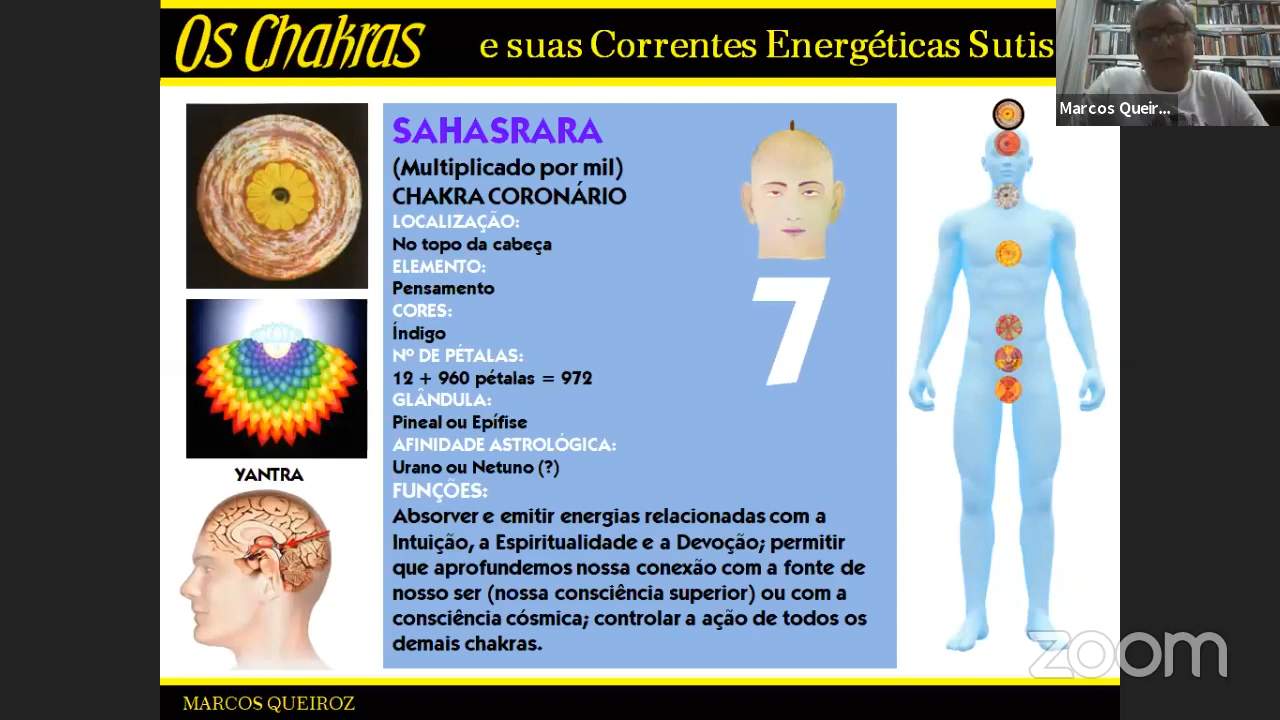 Os Chakras e suas Correntes Energéticas Sutis
Marcos Queir...
SAHASRARA
(Multiplicado por mil)
CHAKRA CORONÁRIO
LOCALIZAÇÃO:
No topo da cabeça
ELEMENTO:
Pensamento
CORES:
Índigo
Nº DE PÉTALAS:
12 + 960 pétalas = 972
GLÂNDULA:
Pineal ou Epífise
AFINIDADE ASTROLÓGICA:
Urano ou Netuno (?)
FUNÇÕES:
Absorver e emitir energias relacionadas com a
Intuição, a Espiritualidade e a Devoção; permitir
que aprofundemos nossa conexão com a fonte de
nosso ser (nossa consciência superior) ou com a
consciência cósmica; controlar a ação de todos os
demais chakras.
7
YANTRA
zoom
MARCOS QUEIROZ